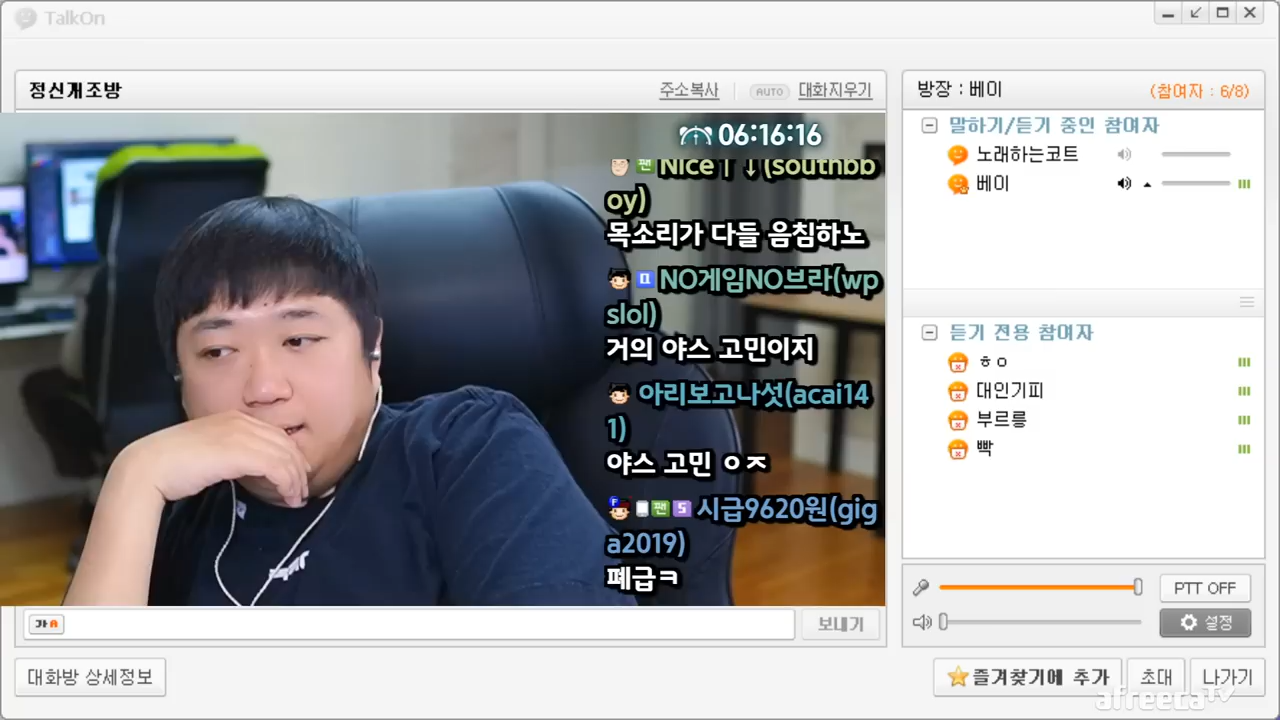 TalkOn
정신개조방
주소복사
AUTO
대화지우기
06:16:16
팬 Nice↑↓(southbb
oy)
목소리가 다들 음침하노
NO게임NO브라(wp
slol)
거의 야스 고민이지
아리보고나섯(acai14
1)
야스 고민 ㅇㅈ
F 팬 S 시급9620원(gig
a2019)
폐급ㅋ
가A
보내기
대화방 상세정보
방장 : 베이
(참여자 : 6/8)
말하기/듣기 중인 참여자
노래하는코트
베이
듣기 전용 참여자
ㅎㅇ
대인기피
부르릉
빡
PTT OFF
설정
즐겨찾기에 추가
초대
나가기
afreecaTV